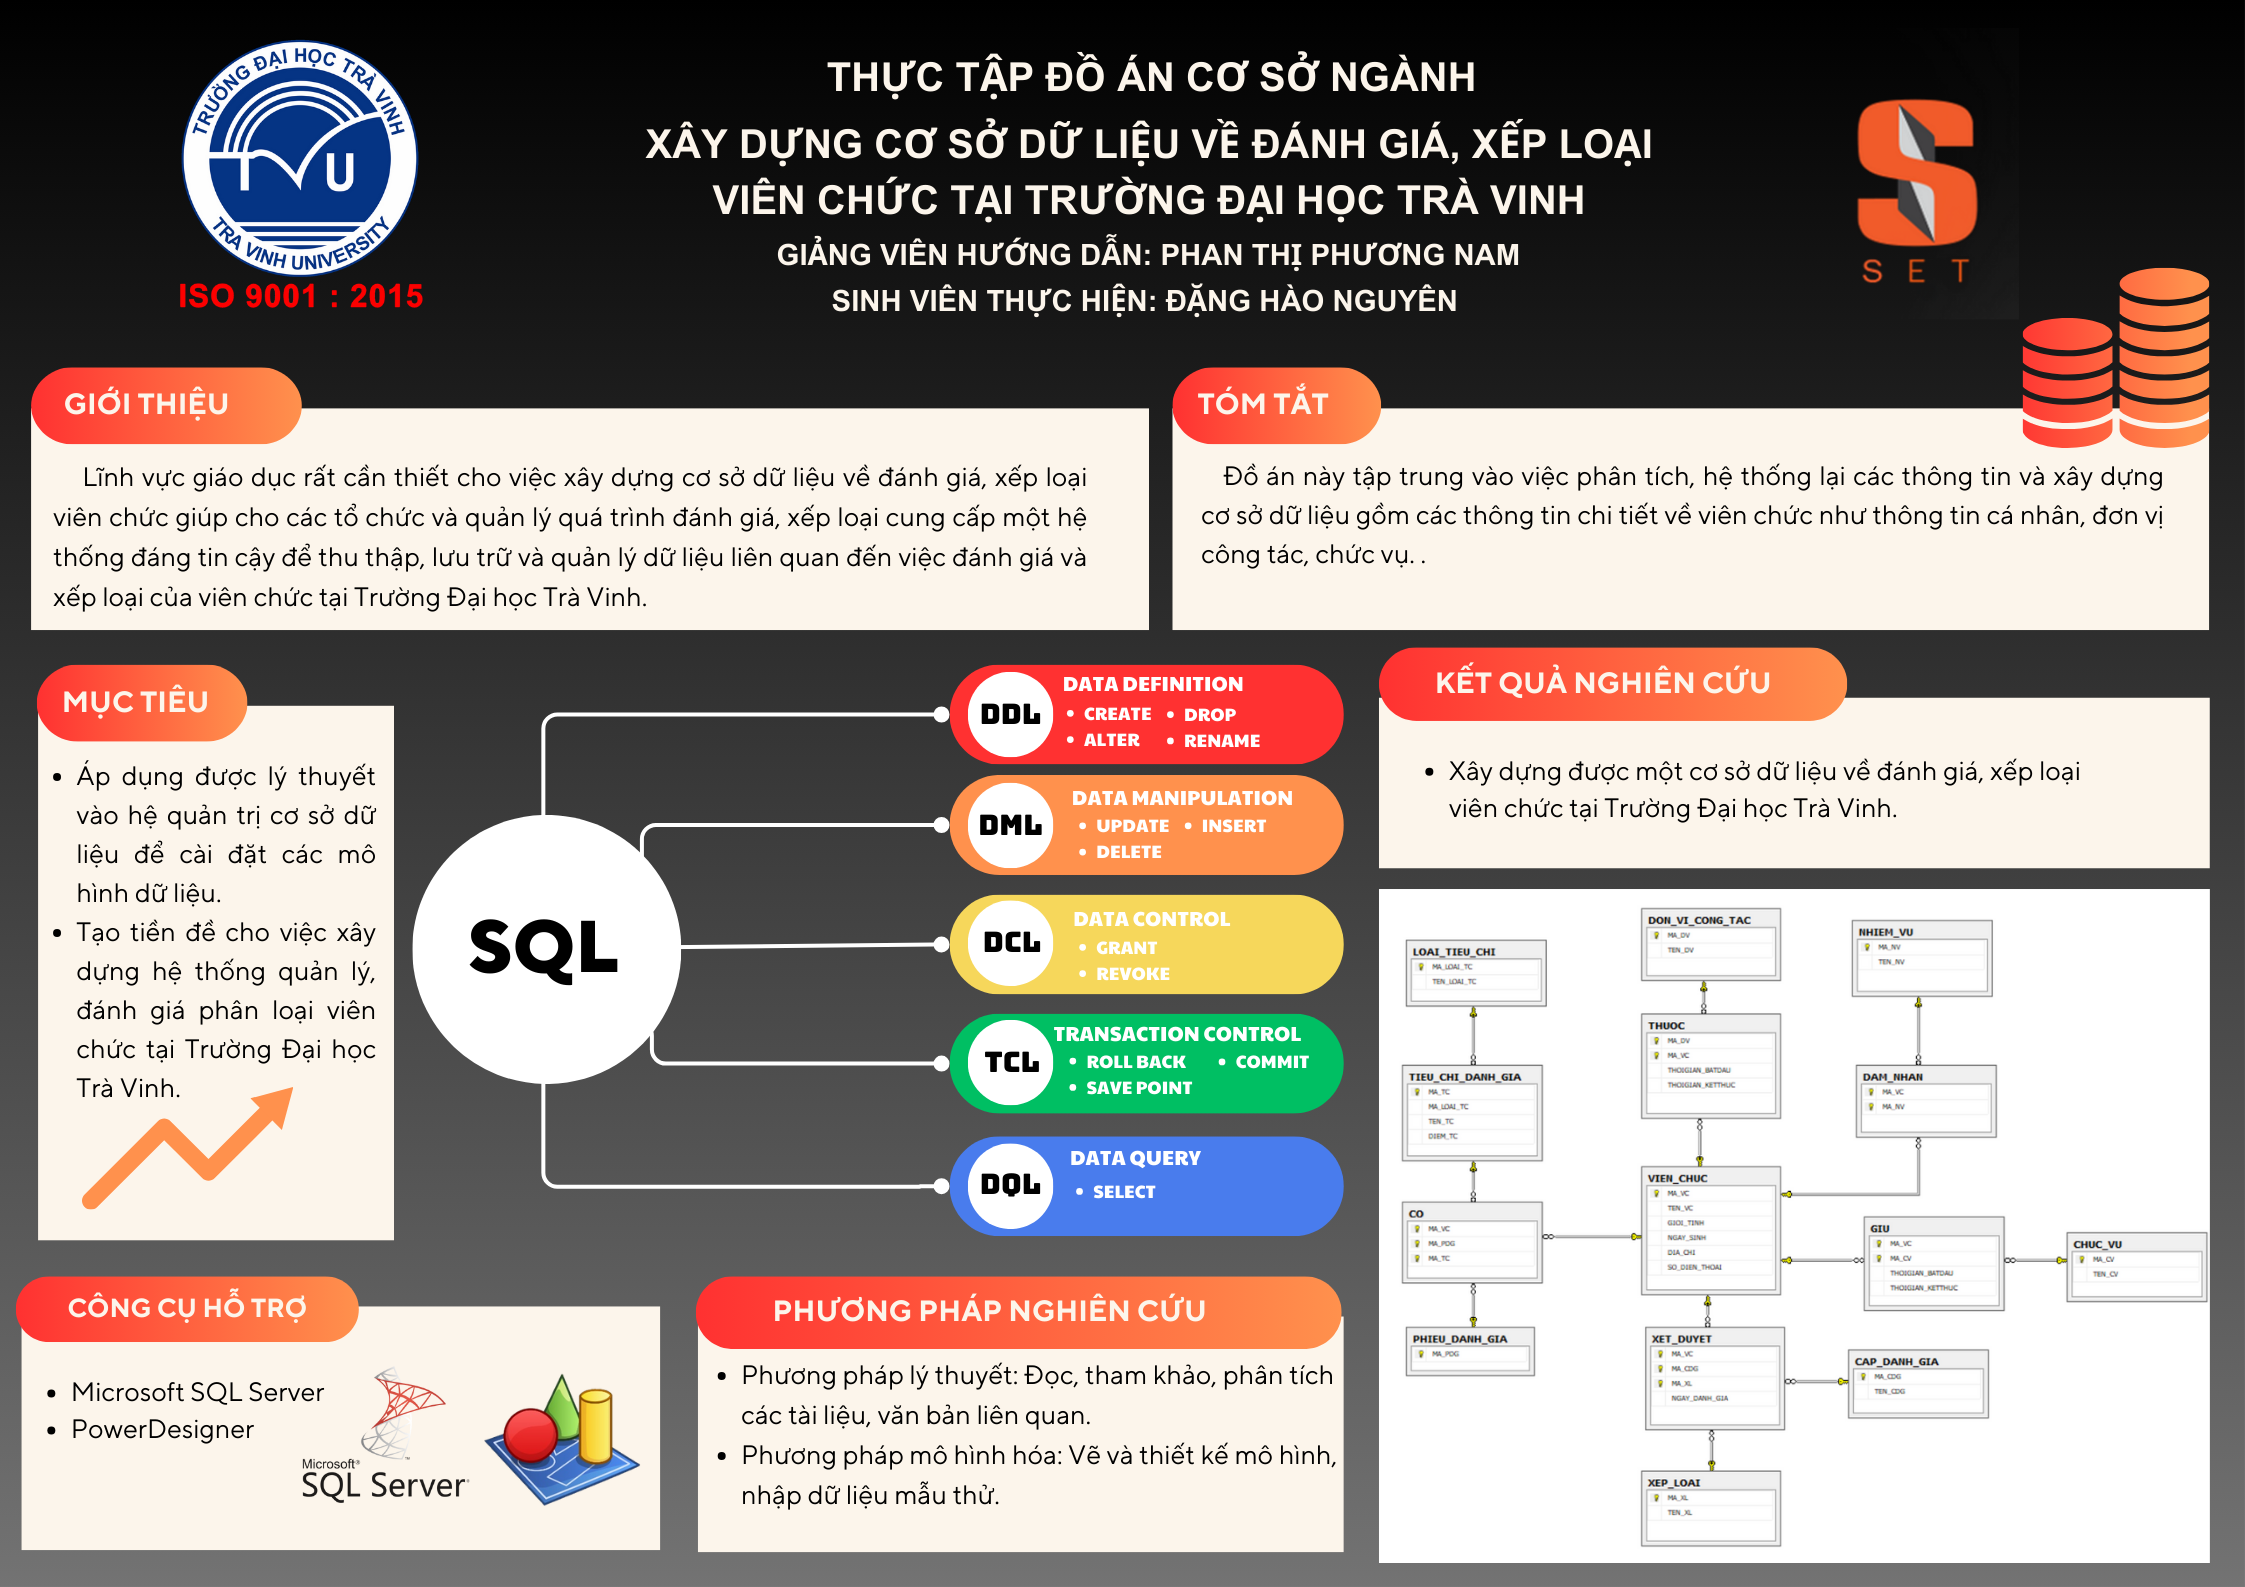 TRƯỜNG ĐẠI HỌC TRÀ VINH
TVU
TRA VINH UNIVERSITY
ISO 9001 : 2015
THỰC TẬP ĐỒ ÁN CƠ SỞ NGÀNH
XÂY DỰNG CƠ SỞ DỮ LIỆU VỀ ĐÁNH GIÁ, XẾP LOẠI
VIÊN CHỨC TẠI TRƯỜNG ĐẠI HỌC TRÀ VINH
GIẢNG VIÊN HƯỚNG DẪN: PHAN THỊ PHƯƠNG NAM
SINH VIÊN THỰC HIỆN: ĐẶNG HÀO NGUYÊN
SET
GIỚI THIỆU
Lĩnh vực giáo dục rất cần thiết cho việc xây dựng cơ sở dữ liệu về đánh giá, xếp loại
viên chức giúp cho các tổ chức và quản lý quá trình đánh giá, xếp loại cung cấp một hệ
thống đáng tin cậy để thu thập, lưu trữ và quản lý dữ liệu liên quan đến việc đánh giá và
xếp loại của viên chức tại Trường Đại học Trà Vinh.
TÓM TẮT
Đồ án này tập trung vào việc phân tích, hệ thống lại các thông tin và xây dựng
cơ sở dữ liệu gồm các thông tin chi tiết về viên chức như thông tin cá nhân, đơn vị
công tác, chức vụ. .
MỤC TIÊU
• Áp dụng được lý thuyết
vào hệ quản trị cơ sở dữ
liệu để cài đặt các mô
hình dữ liệu.
• Tạo tiền đề cho việc xây
dựng hệ thống quản lý,
đánh giá phân loại viên
chức tại Trường Đại học
Trà Vinh.
SQL
DDL
DATA DEFINITION
• CREATE • DROP
• ALTER • RENAME
DML
DATA MANIPULATION
• UPDATE • INSERT
• DELETE
DCL
DATA CONTROL
• GRANT
• REVOKE
TCL
TRANSACTION CONTROL
• ROLL BACK • COMMIT
• SAVE POINT
DQL
DATA QUERY
• SELECT
KẾT QUẢ NGHIÊN CỨU
• Xây dựng được một cơ sở dữ liệu về đánh giá, xếp loại
viên chức tại Trường Đại học Trà Vinh.
LOAI_TIEU_CHI
MA_LOAI_TC
TEN_LOAI_TC
DON_VI_CONG_TAC
MA_DV
TEN_DV
NHIEM_VU
MA_NV
TEN_NV
TIEU_CHI_DANH_GIA
MA_TC
MA_LOAI_TC
TEN_TC
DIEM_TC
THUOC
MA_DV
MA_VC
THOIGIAN_BATDAU
THOIGIAN_KETTHUC
DAM_NHAN
MA_VC
MA_NV
CO
MA_VC
MA_PDG
MA_TC
VIEN_CHUC
MA_VC
TEN_VC
GIOI_TINH
NGAY_SINH
DIA_CHI
SO_DIEN_THOAI
GIU
MA_VC
MA_CV
THOIGIAN_BATDAU
THOIGIAN_KETTHUC
CHUC_VU
MA_CV
TEN_CV
PHIEU_DANH_GIA
MA_PDG
XET_DUYET
MA_VC
MA_CDG
MA_XL
NGAY_DANH_GIA
CAP_DANH_GIA
MA_CDG
TEN_CDG
XEP_LOAI
MA_XL
TEN_XL
CÔNG CỤ HỖ TRỢ
• Microsoft SQL Server
• PowerDesigner
Microsoft®
SQL Server
PHƯƠNG PHÁP NGHIÊN CỨU
• Phương pháp lý thuyết: Đọc, tham khảo, phân tích
các tài liệu, văn bản liên quan.
• Phương pháp mô hình hóa: Vẽ và thiết kế mô hình,
nhập dữ liệu mẫu thử.